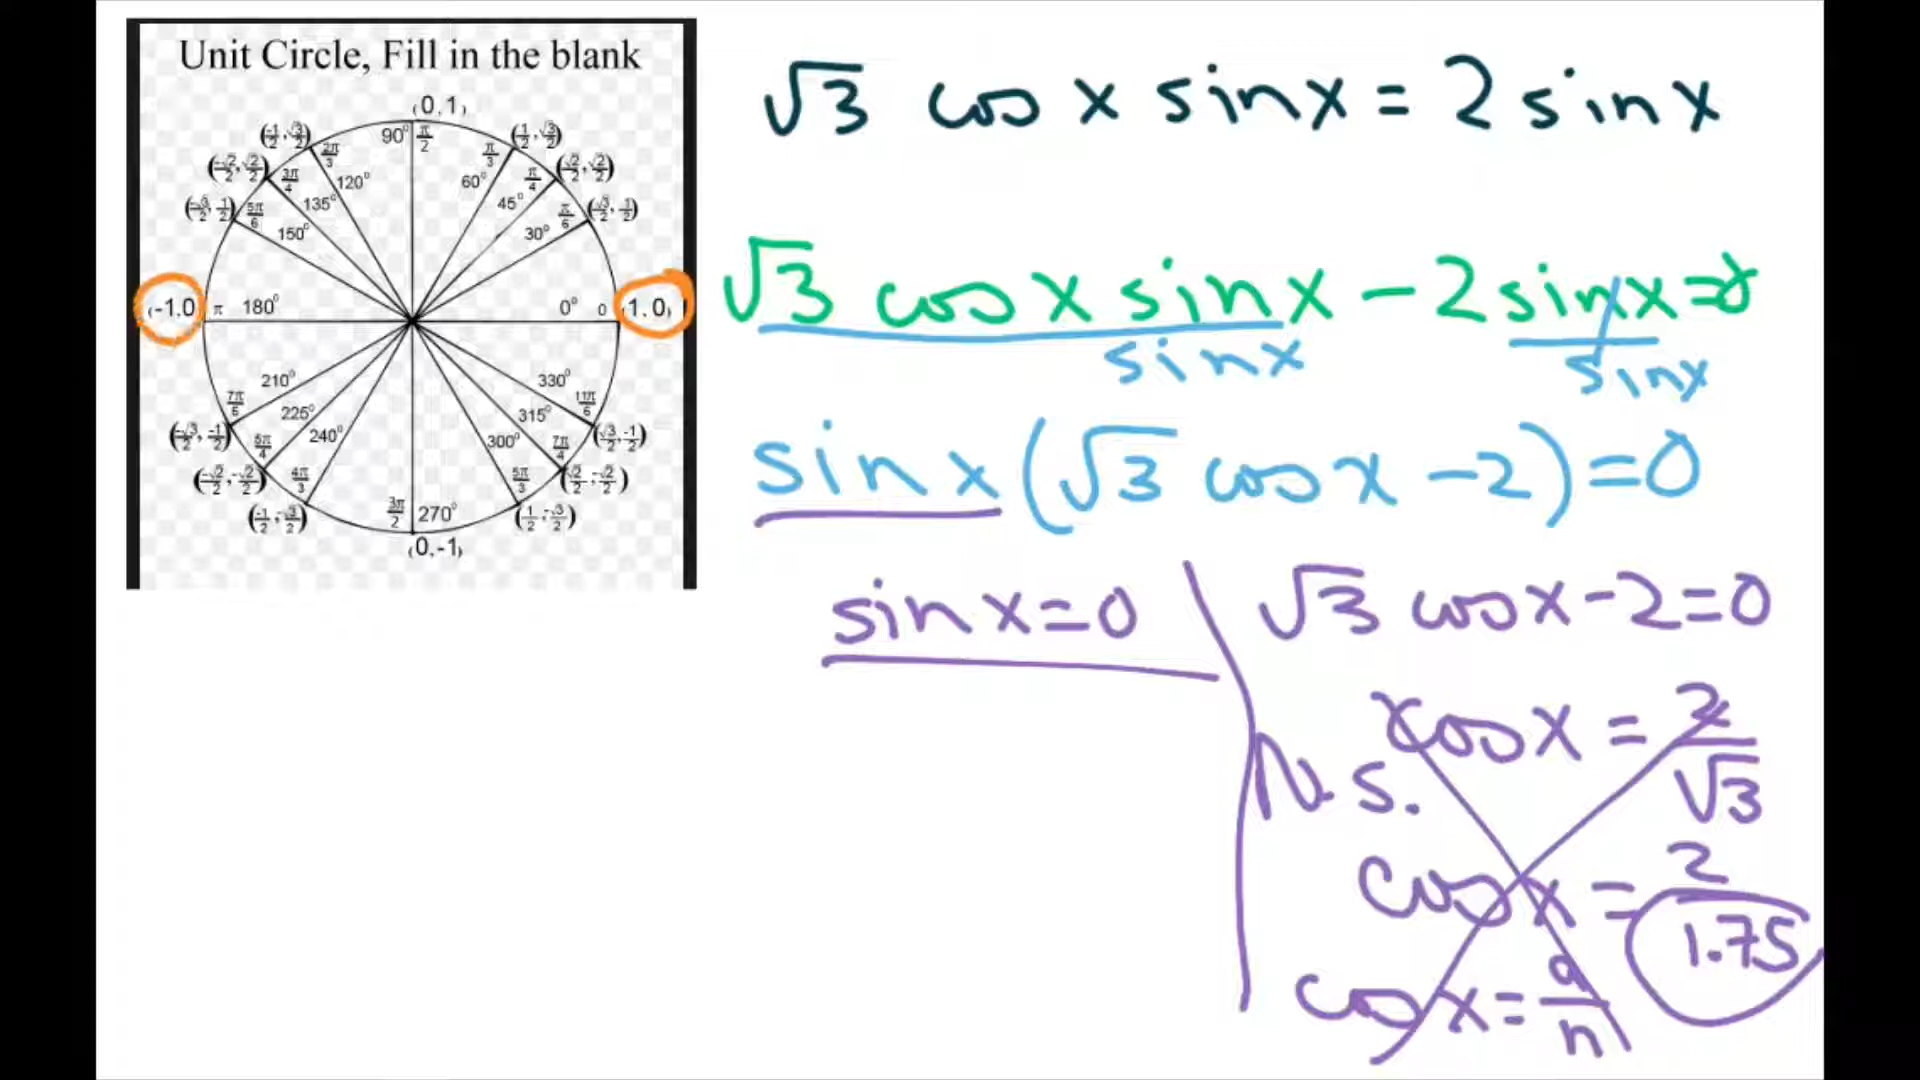 Unit Circle, Fill in the blank
(0,1)
(-1/2, √3/2) 90° π/2 (1/2, √3/2)
(-√2/2, √2/2) 2π/3 π/3 (√2/2, √2/2)
3π/4 120° 60° π/4
(-√3/2, 1/2) 5π/6 135° 45° π/6 (√3/2, 1/2)
150° 30°
(-1.0 π 180° 0° 0 1.0)
210° 330°
7π/6 225° 315° 11π/6
(-√3/2, -1/2) 5π/4 240° 300° 7π/4 (√3/2, -1/2)
(-√2/2, -√2/2) 4π/3 5π/3 (√2/2, -√2/2)
(-1/2, -√3/2) 3π/2 270° (1/2, -√3/2)
(0,-1)
√3 cos x sin x = 2 sin x
√3 cos x sin x - 2 sin x = 0
sin x sin x
sin x (√3 cos x - 2) = 0
sin x = 0 √3 cos x - 2 = 0
cos x = 2/√3
N.S.
cos x = 2/1.75
cos x = a/h